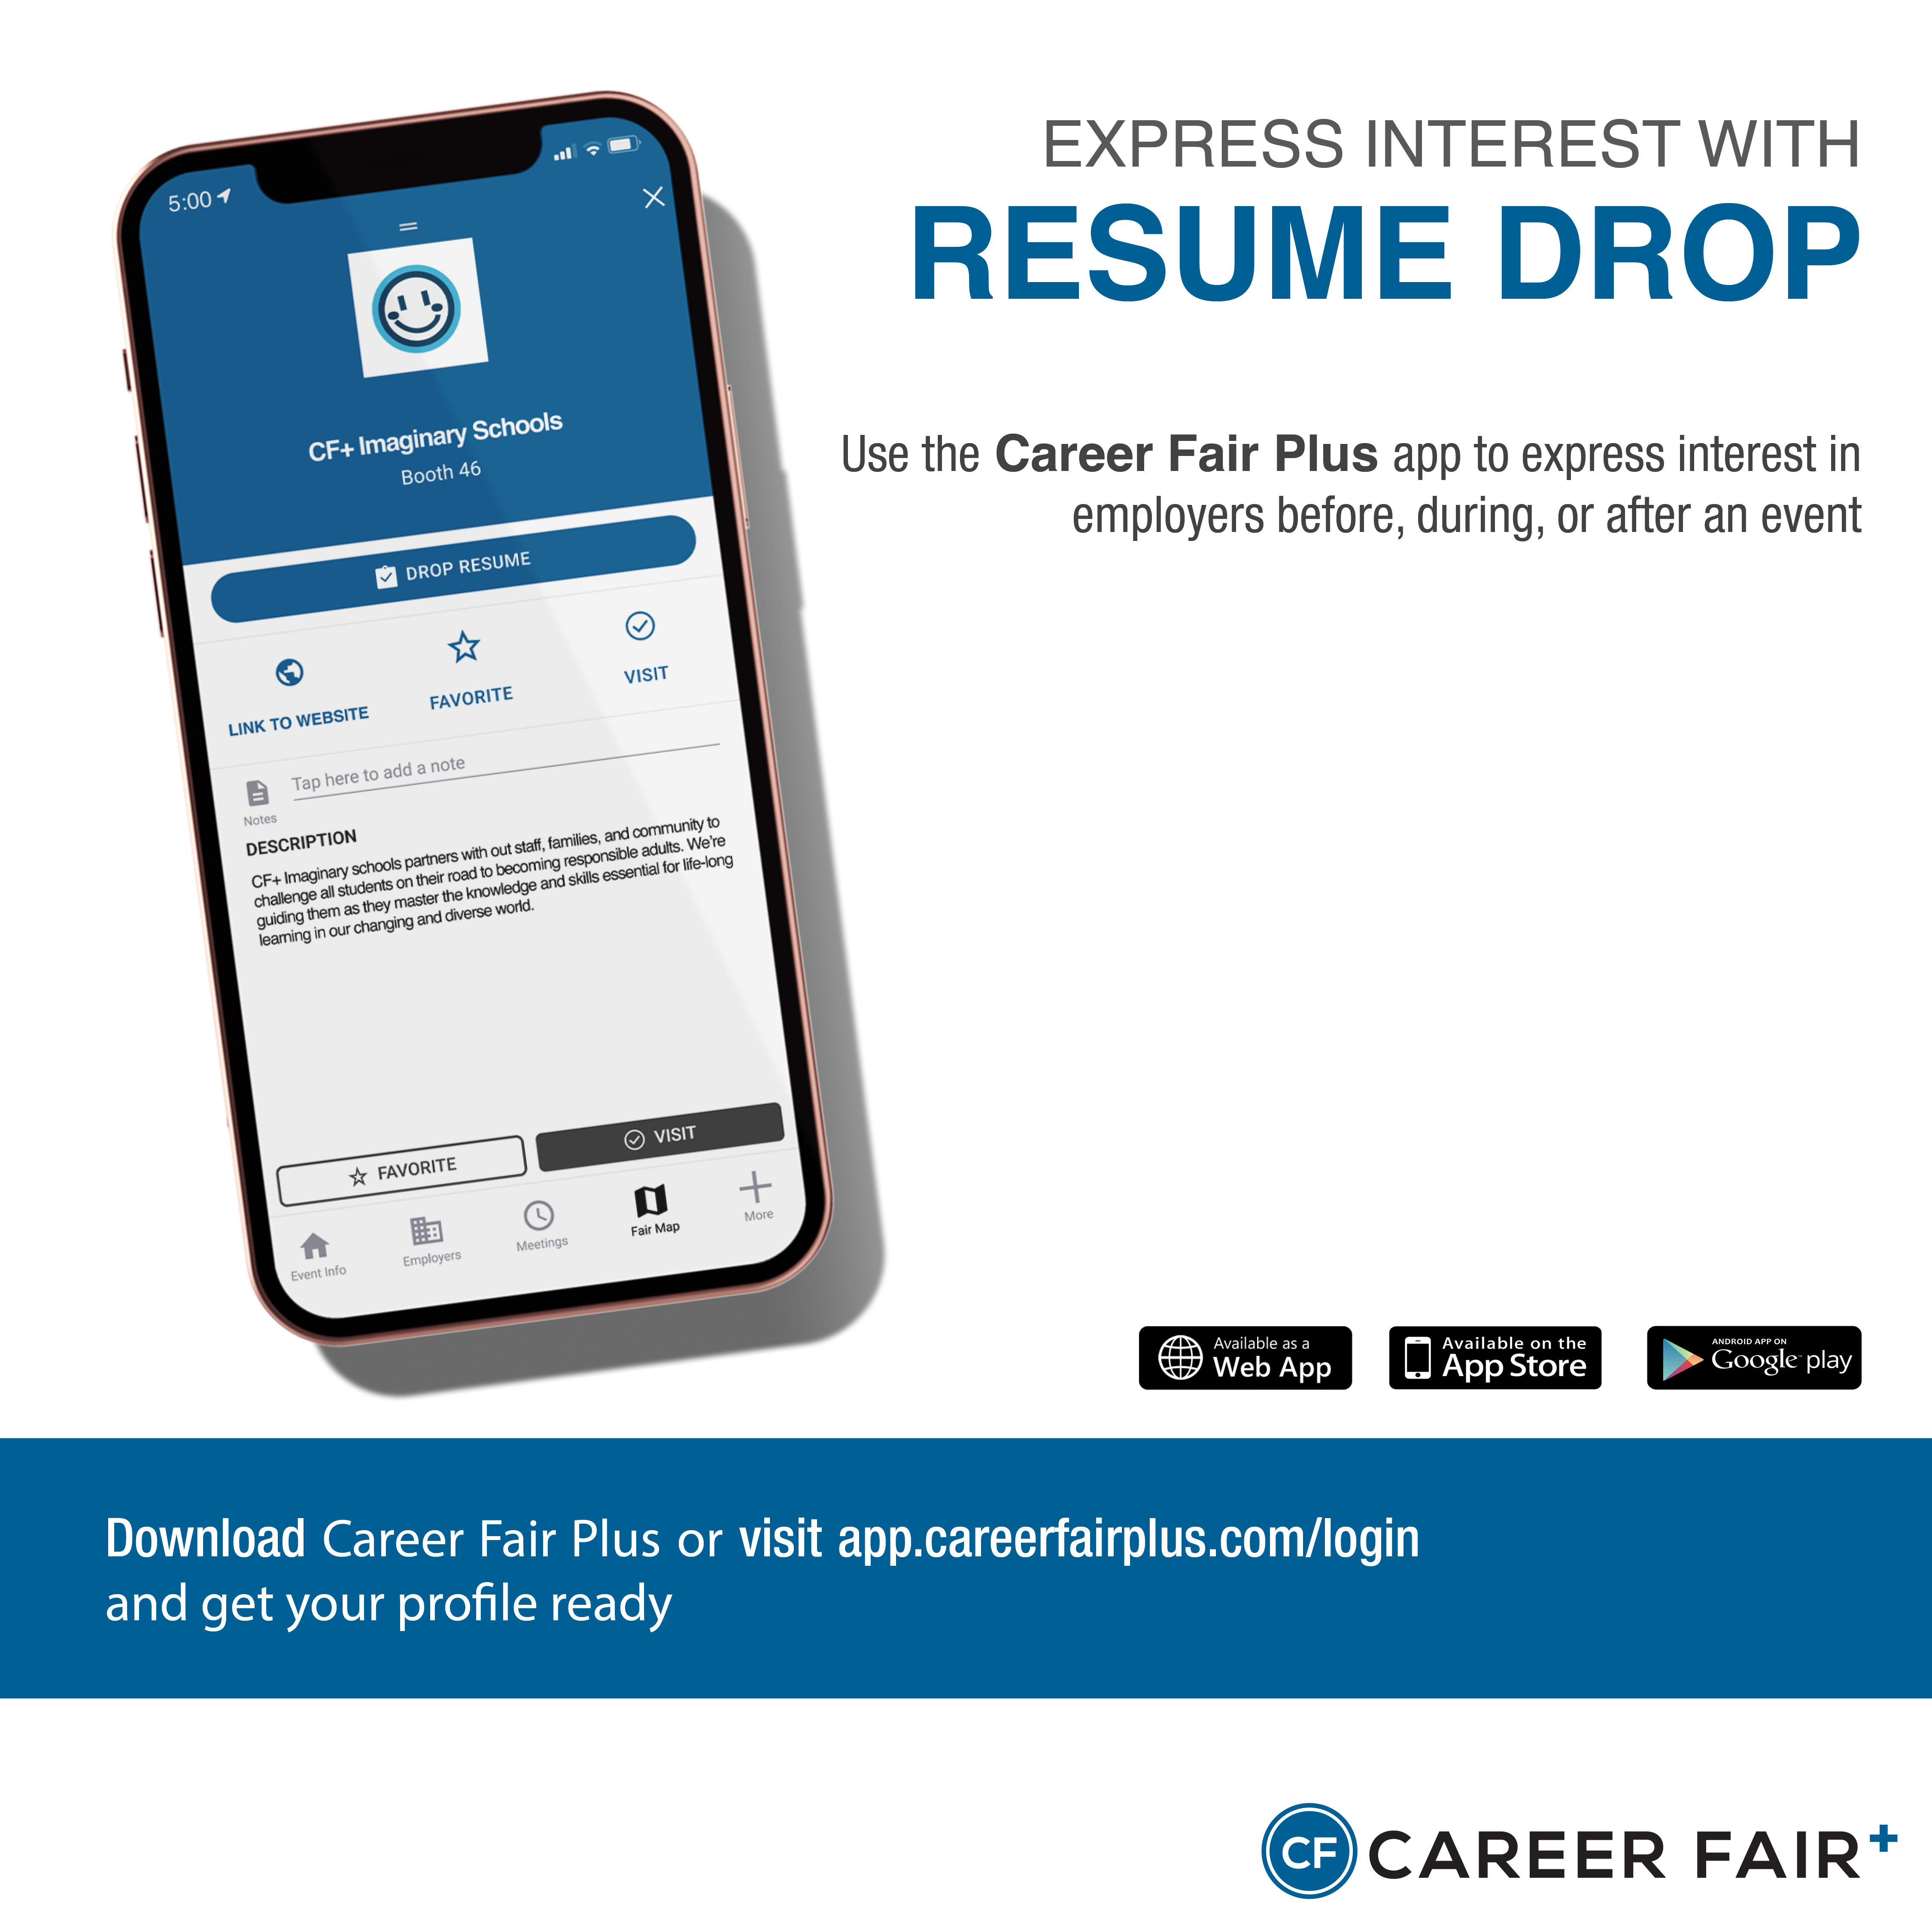 EXPRESS INTEREST WITH
RESUME DROP
Use the Career Fair Plus app to express interest in
employers before, during, or after an event
5:00
CF+ Imaginary Schools
Booth 46
DROP RESUME
LINK TO WEBSITE
FAVORITE
VISIT
Tap here to add a note
Notes
DESCRIPTION
CF+ Imaginary schools partners with out staff, families, and community to
challenge all students on their road to becoming responsible adults. We're
guiding them as they master the knowledge and skills essential for life-long
learning in our changing and diverse world.
FAVORITE
VISIT
Event Info
Employers
Meetings
Fair Map
More
Available as a
Web App
Available on the
App Store
ANDROID APP ON
Google™ play
Download Career Fair Plus or visit app.careerfairplus.com/login
and get your profile ready
CF CAREER FAIR+